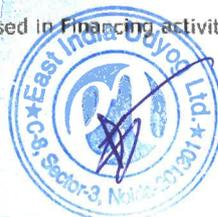 sed in Financing activit
East India Udyog Ltd.
C-8, Sector-3, Noida-201301